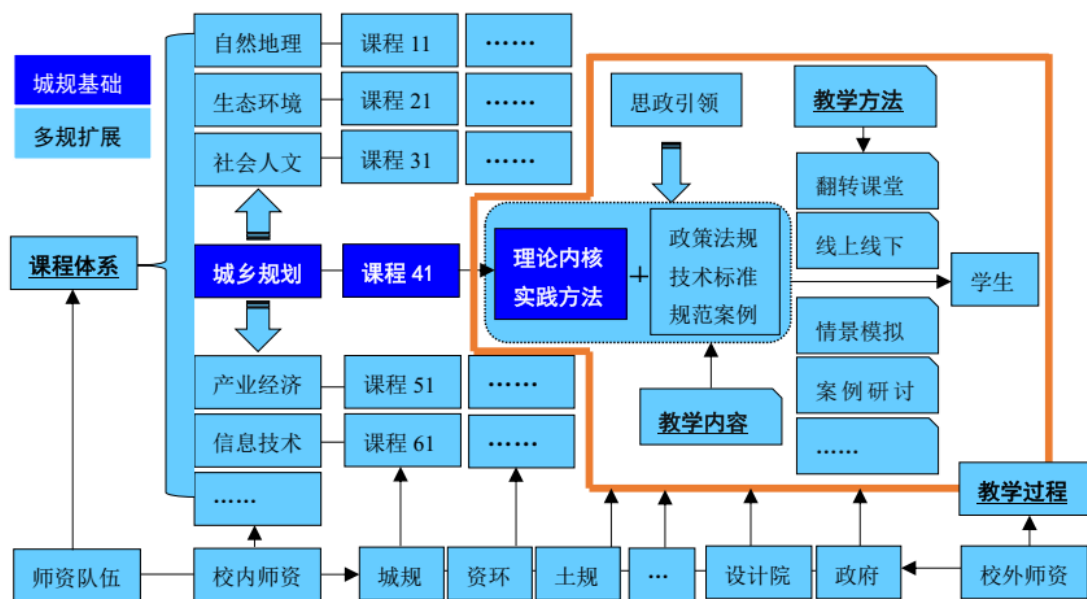 自然地理
课程 11
……
城规基础
生态环境
课程 21
……
思政引领
教学方法
多规扩展
社会人文
课程 31
……
翻转课堂
课程体系
城乡规划
课程 41
理论内核
实践方法
+
政策法规
技术标准
规范案例
线上线下
学生
情景模拟
产业经济
课程 51
……
案例研讨
信息技术
课程 61
……
教学内容
……
……
教学过程
师资队伍
校内师资
城规
资环
土规
...
设计院
政府
校外师资